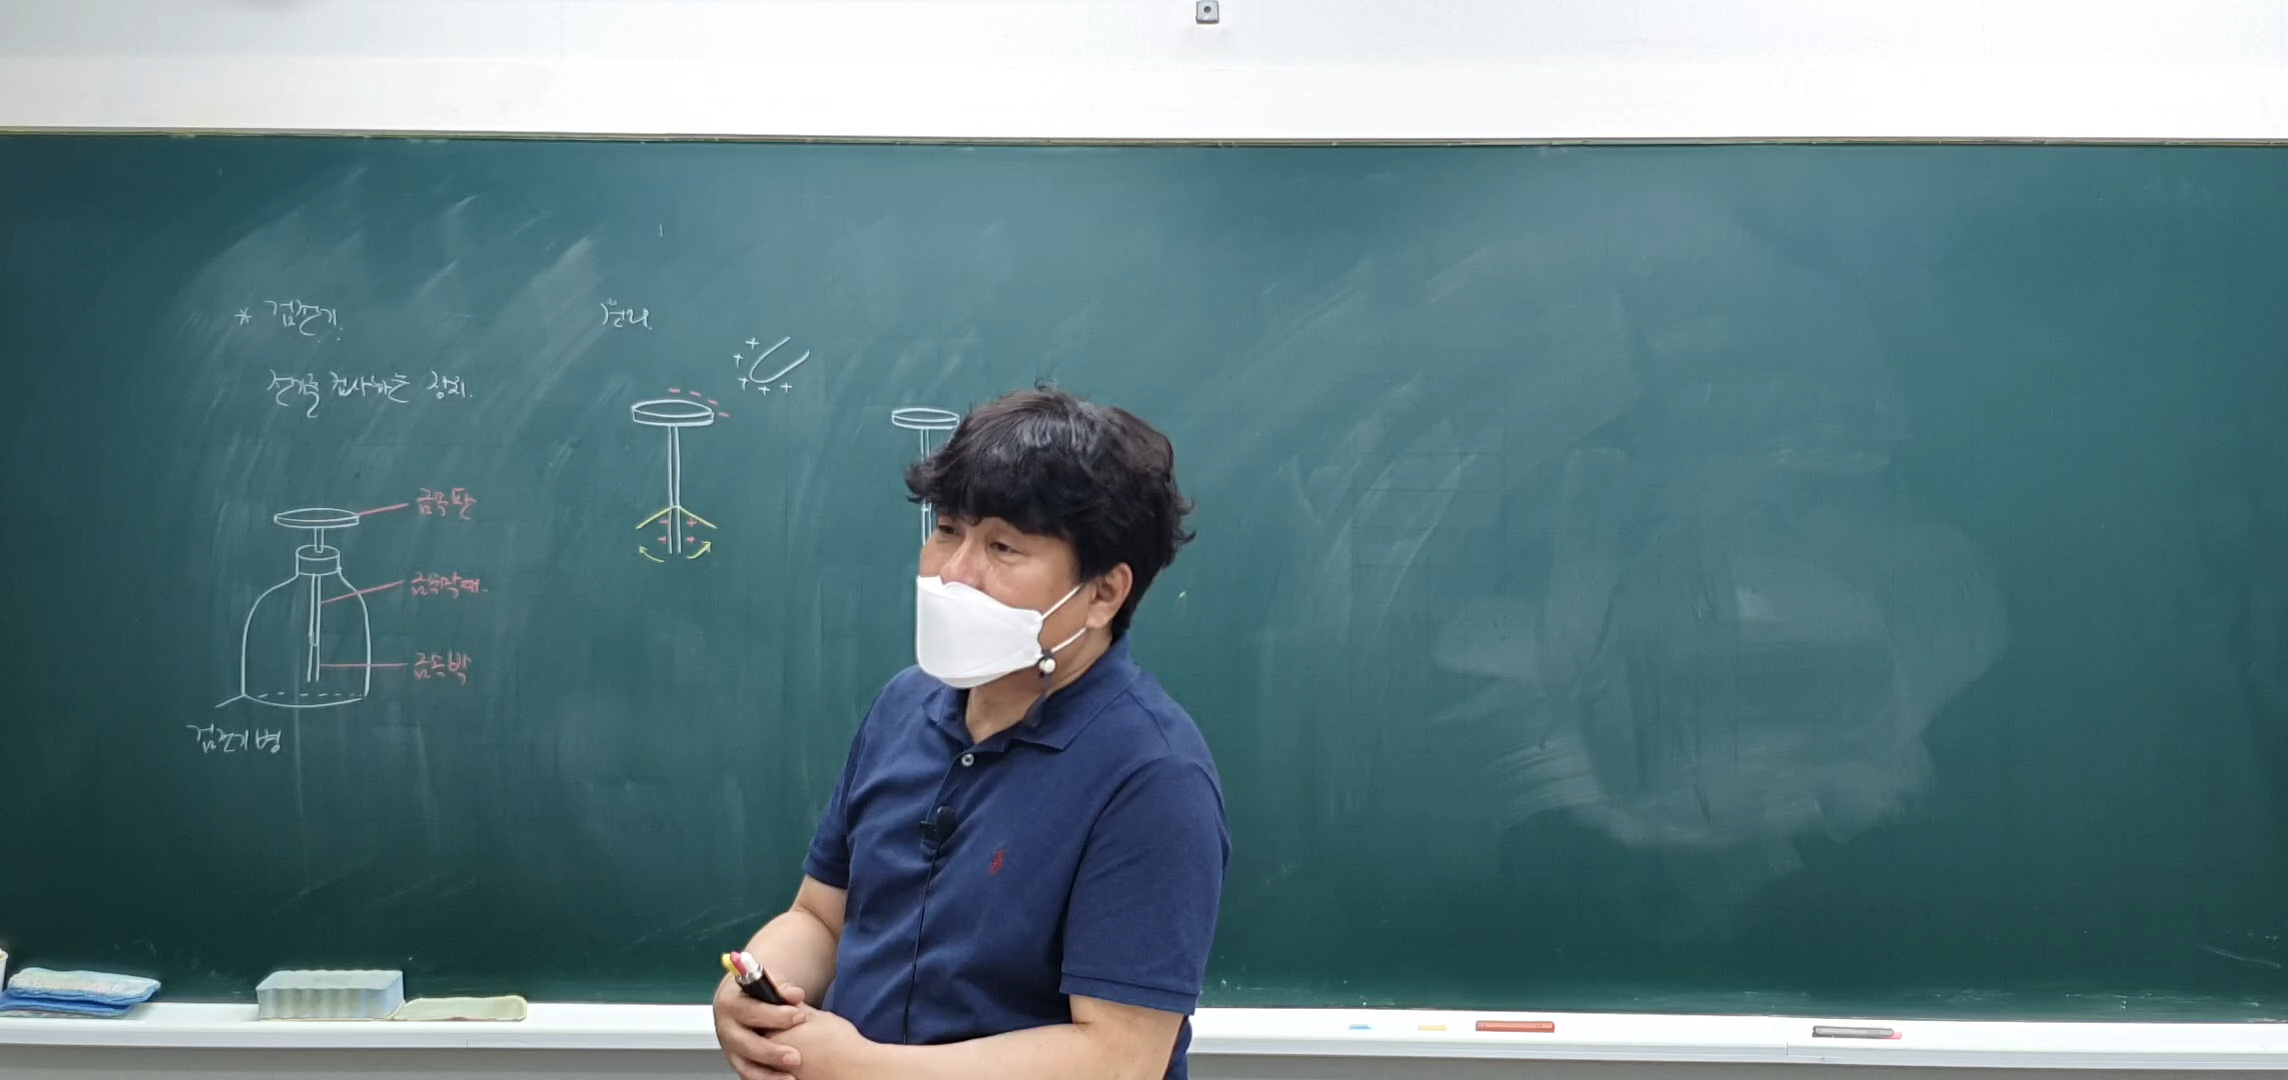 * 검전기.
전기를 검사하는 장치.
금속판
금속막대.
금속박
검전기병
원리.
+ + + + +
- - - -
- +
- +